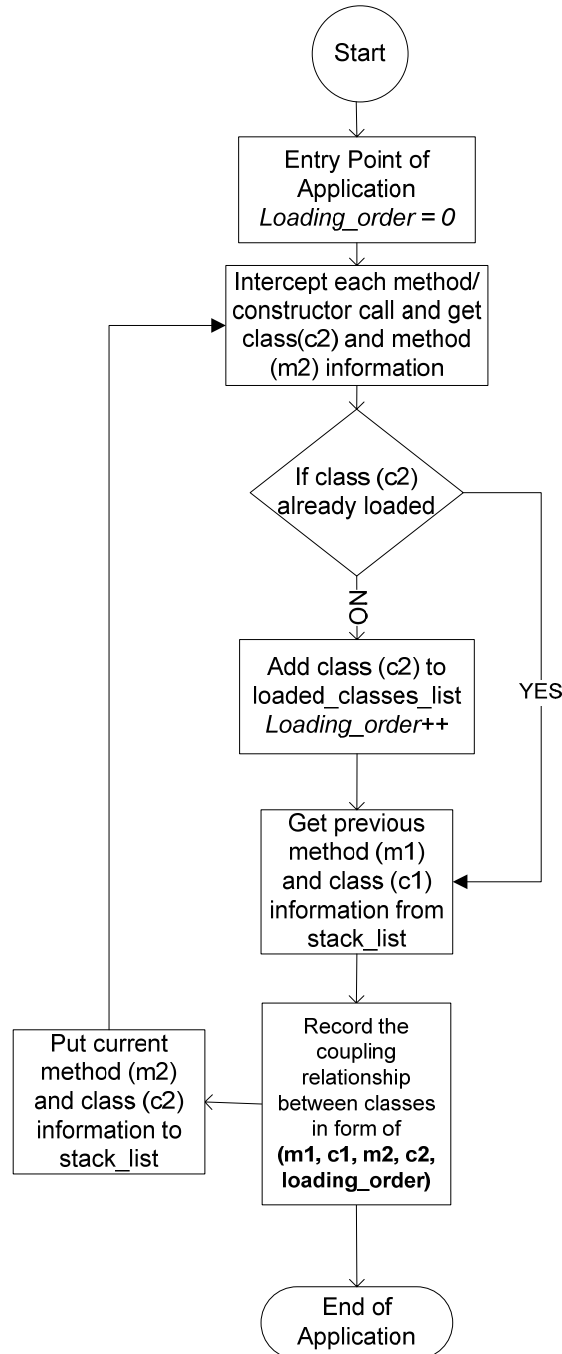 Start
Entry Point of
Application
Loading_order = 0
Intercept each method/
constructor call and get
class(c2) and method
(m2) information
If class (c2)
already loaded
NO
Add class (c2) to
loaded_classes_list
Loading_order++
YES
Get previous
method (m1)
and class (c1)
information from
stack_list
Record the
coupling
relationship
between classes
in form of
(m1, c1, m2, c2,
loading_order)
Put current
method (m2)
and class (c2)
information to
stack_list
End of
Application